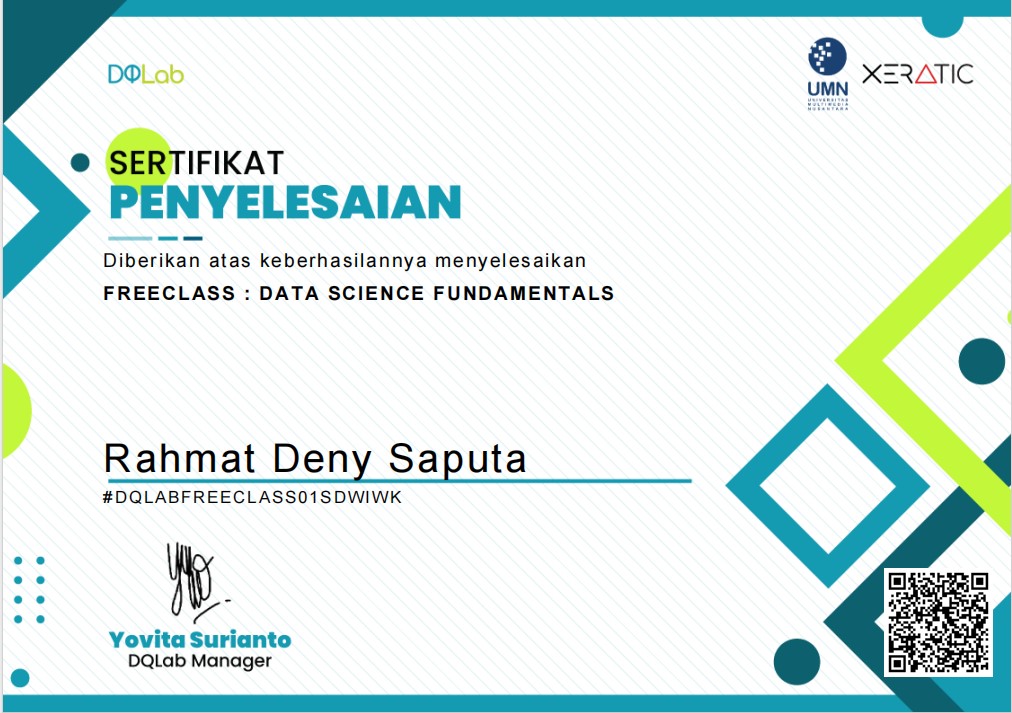 DQLab
UMN
UNIVERSITAS
MULTIMEDIA
NUSANTARA
XERATIC
SERTIFIKAT
PENYELESAIAN
Diberikan atas keberhasilannya menyelesaikan
FREECLASS : DATA SCIENCE FUNDAMENTALS
Rahmat Deny Saputa
#DQLABFREECLASS01SDWIWK
Yovita Surianto
DQLab Manager